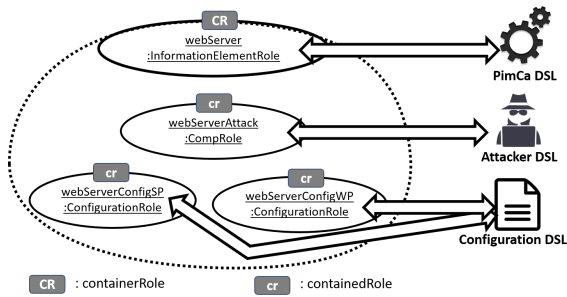 CR
webServer
:InformationElementRole
PimCa DSL
cr
webServerAttack
:CompRole
Attacker DSL
cr
webServerConfigSP
:ConfigurationRole
cr
webServerConfigWP
:ConfigurationRole
Configuration DSL
CR : containerRole
cr : containedRole